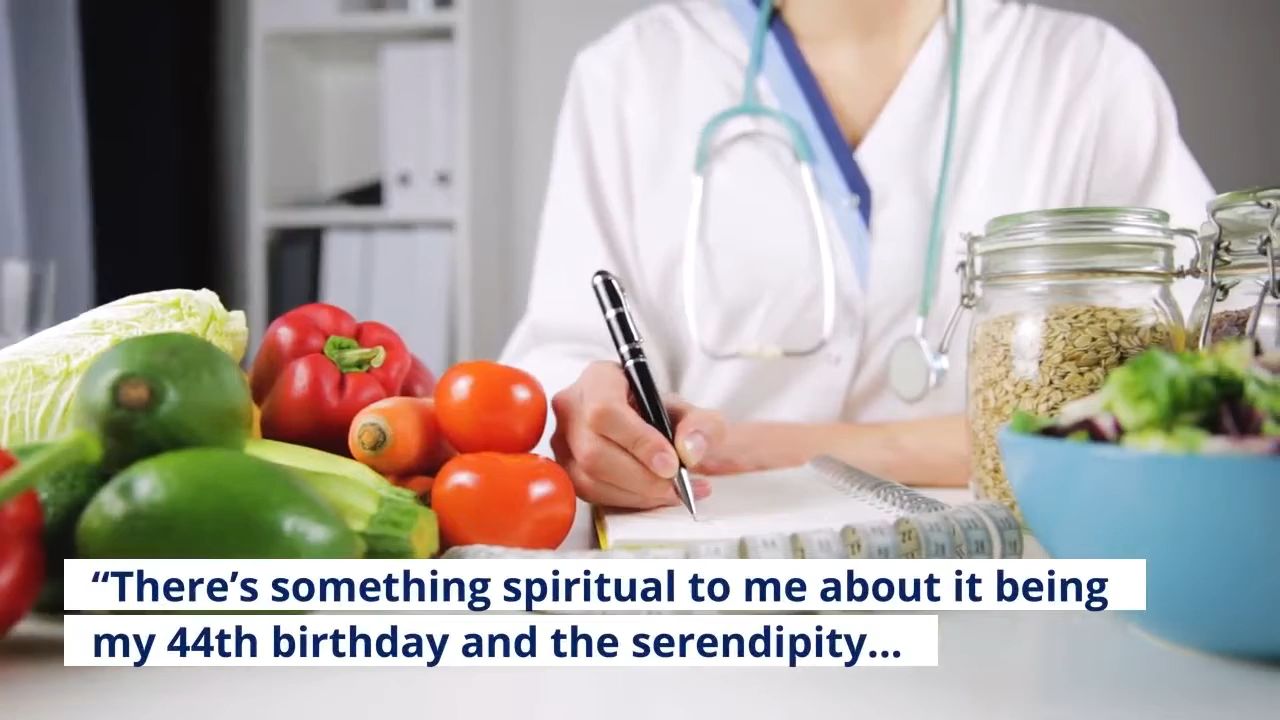 “There’s something spiritual to me about it being
my 44th birthday and the serendipity...